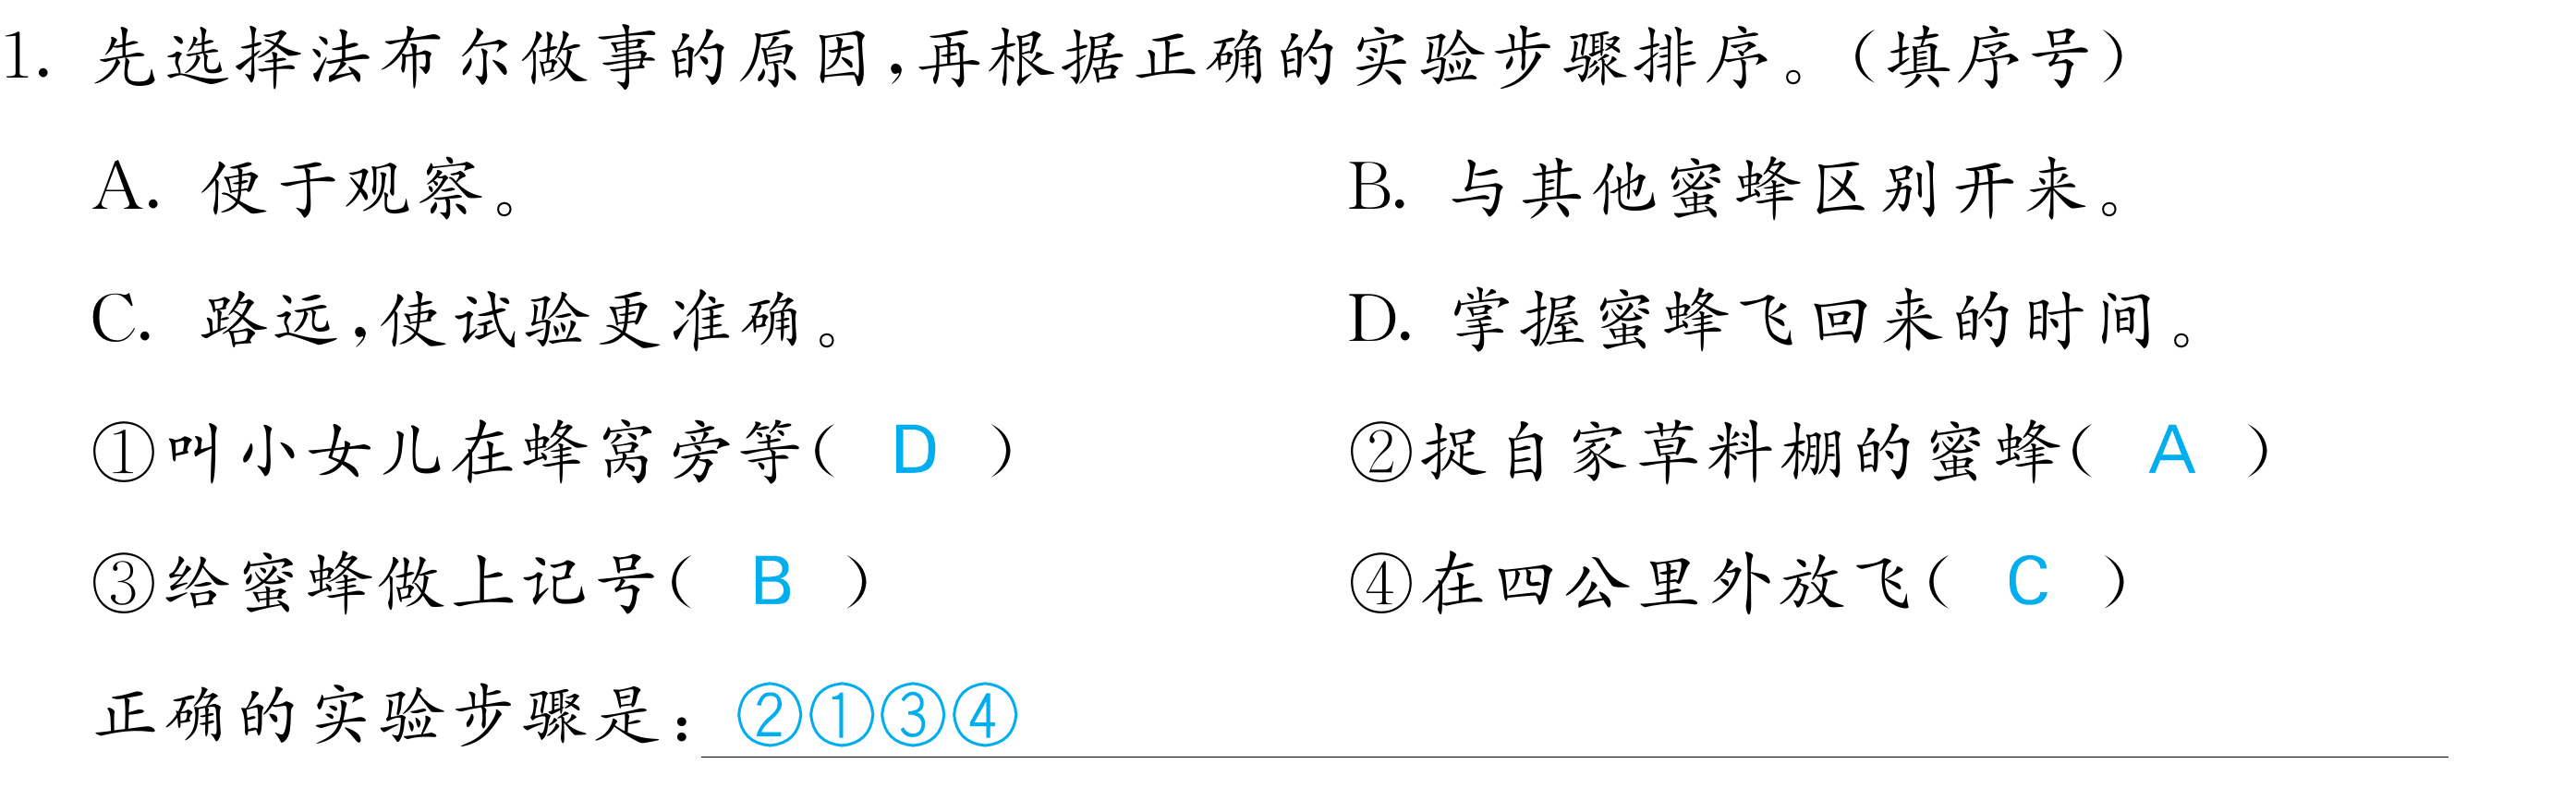 1. 先选择法布尔做事的原因,再根据正确的实验步骤排序。(填序号)
A. 便于观察。 B. 与其他蜜蜂区别开来。
C. 路远,使试验更准确。 D. 掌握蜜蜂飞回来的时间。
①叫小女儿在蜂窝旁等( D ) ②捉自家草料棚的蜜蜂( A )
③给蜜蜂做上记号( B ) ④在四公里外放飞( C )
正确的实验步骤是: ②①③④